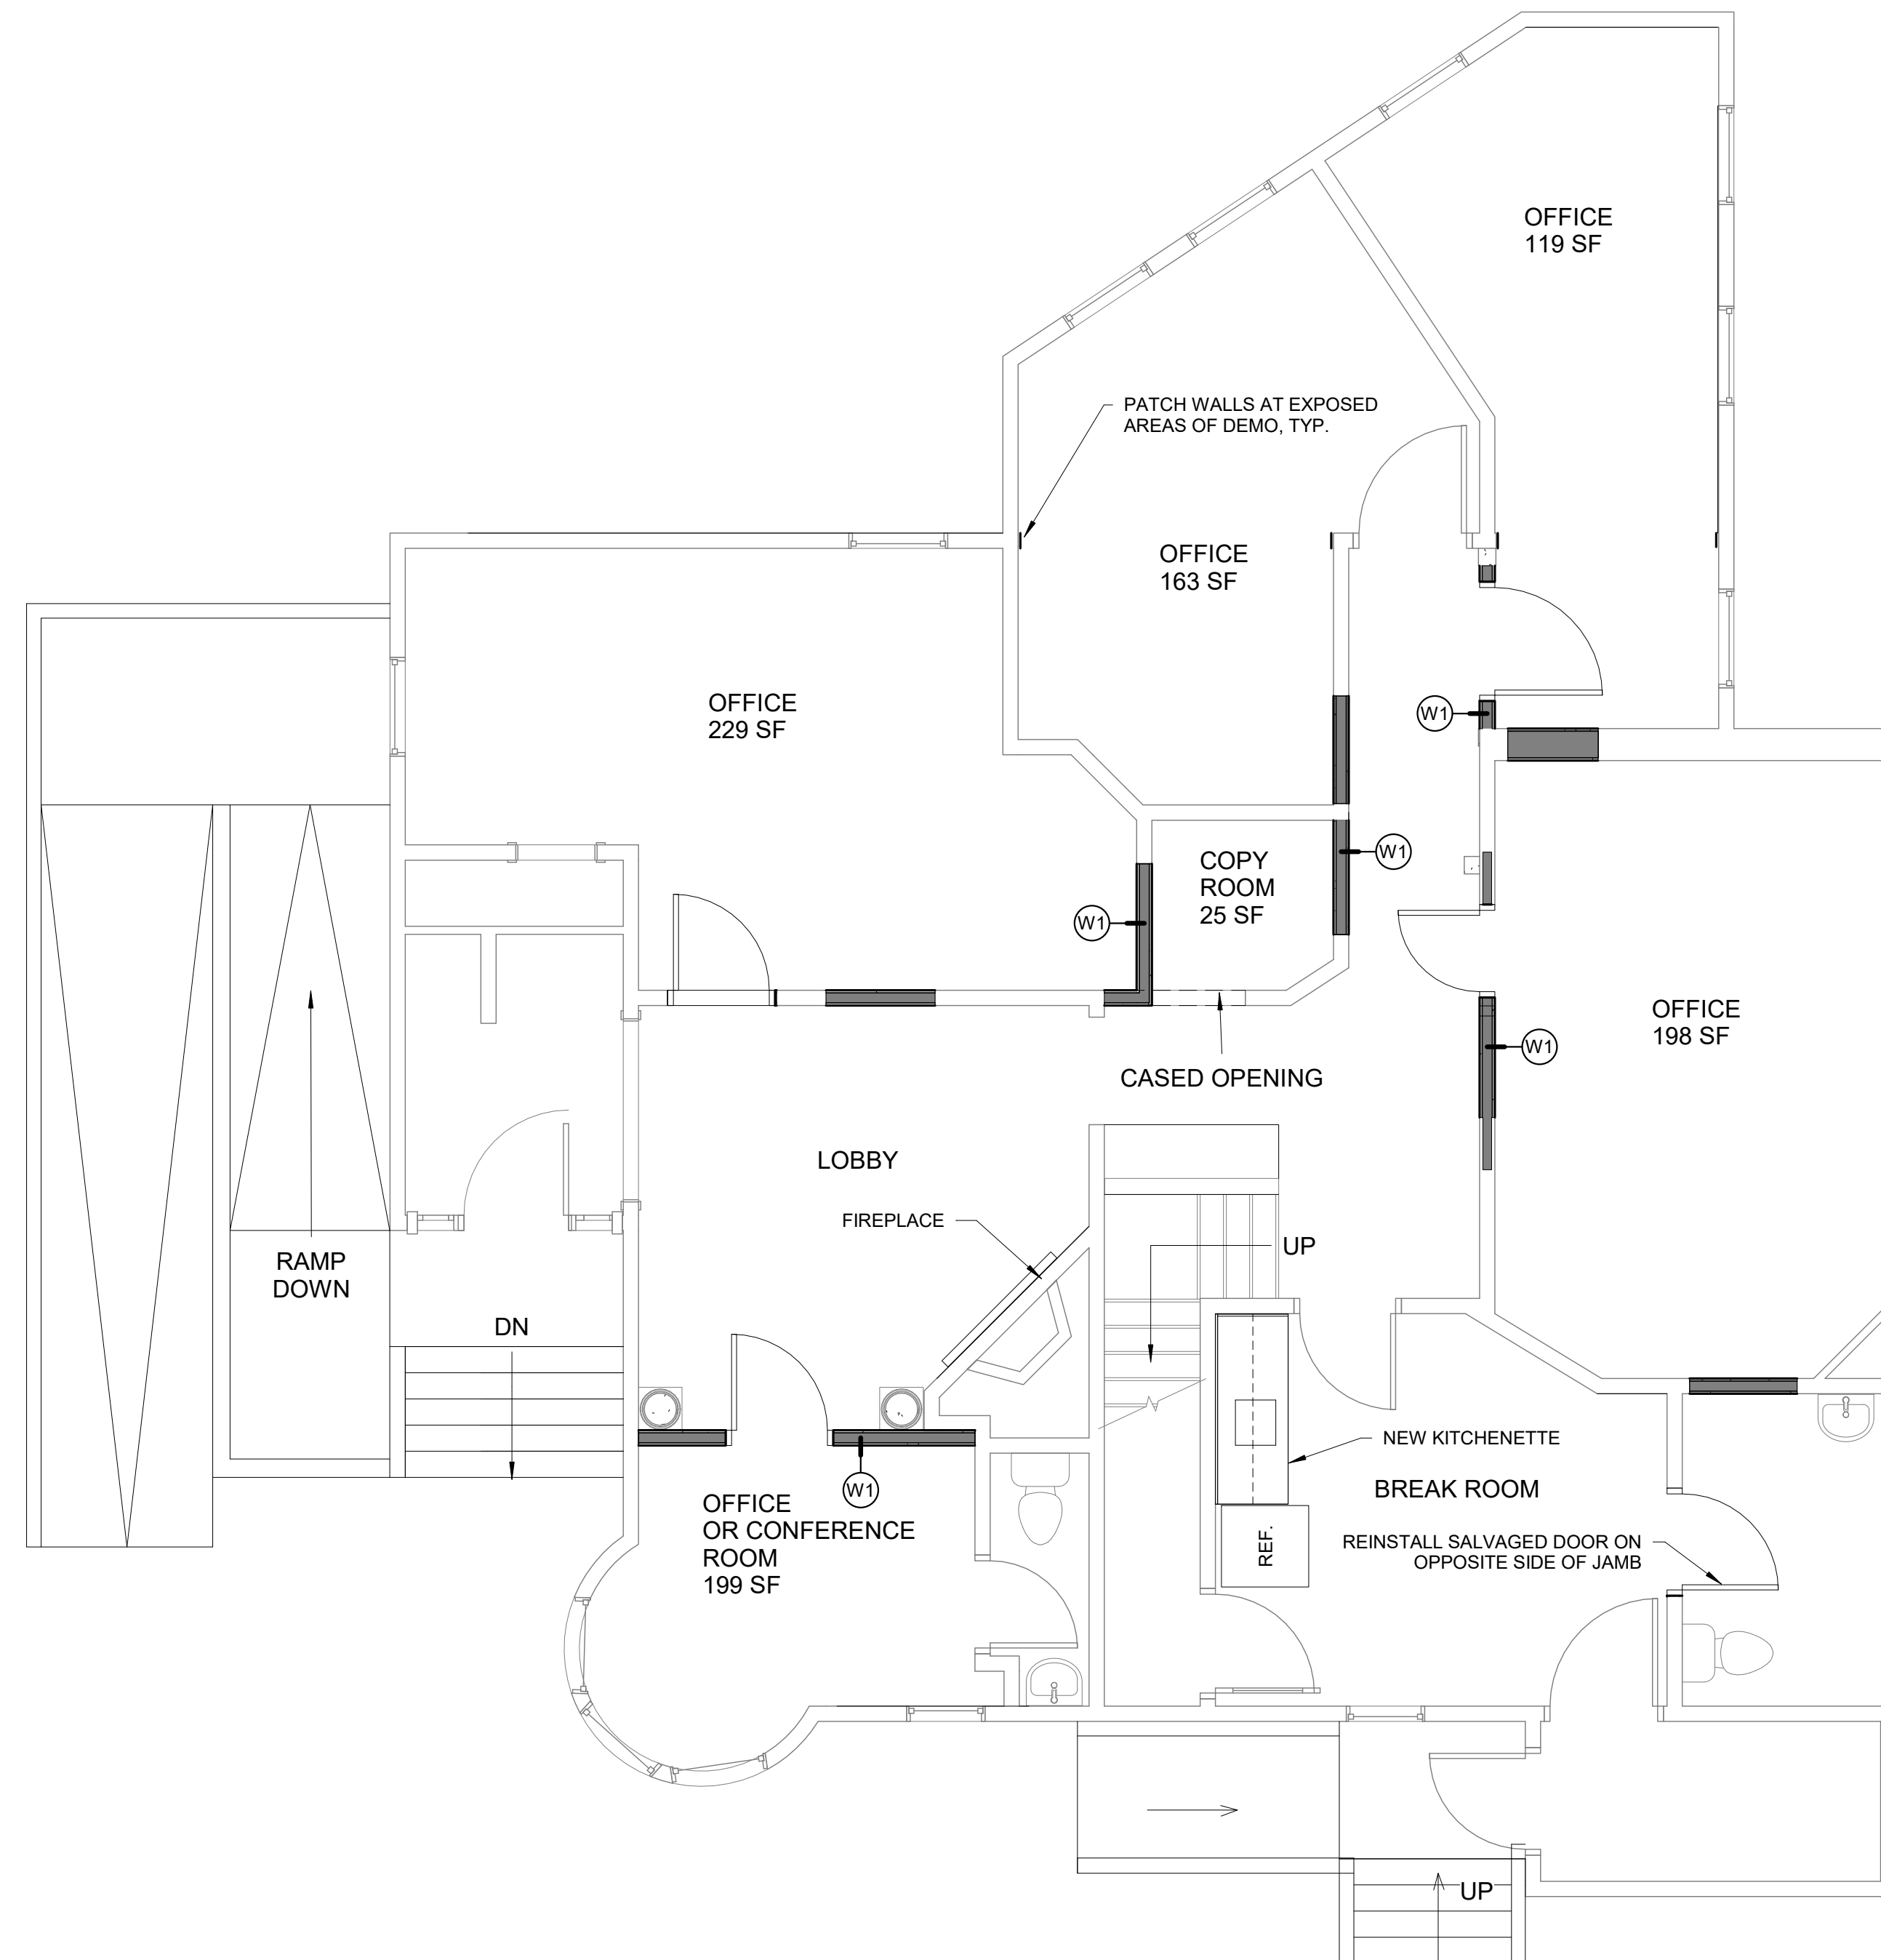 OFFICE
119 SF
PATCH WALLS AT EXPOSED
AREAS OF DEMO, TYP.
OFFICE
163 SF
OFFICE
229 SF
W1
COPY
ROOM
25 SF
W1
W1
OFFICE
198 SF
W1
CASED OPENING
LOBBY
FIREPLACE
UP
RAMP
DOWN
DN
NEW KITCHENETTE
BREAK ROOM
W1
OFFICE
OR CONFERENCE
ROOM
199 SF
REF.
REINSTALL SALVAGED DOOR ON
OPPOSITE SIDE OF JAMB
UP